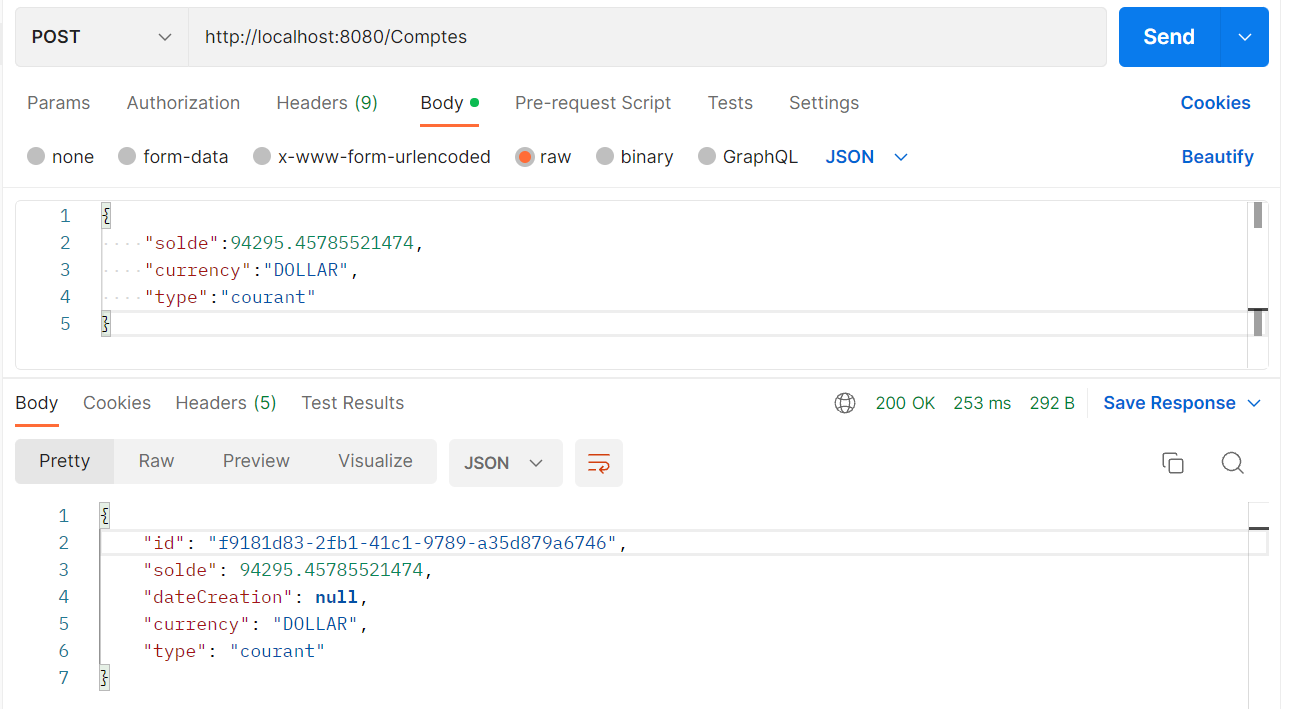 POST http://localhost:8080/Comptes Send
Params Authorization Headers (9) Body Pre-request Script Tests Settings Cookies
none form-data x-www-form-urlencoded raw binary GraphQL JSON Beautify
1 {
2 "solde":94295.45785521474,
3 "currency":"DOLLAR",
4 "type":"courant"
5 }
Body Cookies Headers (5) Test Results 200 OK 253 ms 292 B Save Response
Pretty Raw Preview Visualize JSON
1 {
2 "id": "f9181d83-2fb1-41c1-9789-a35d879a6746",
3 "solde": 94295.45785521474,
4 "dateCreation": null,
5 "currency": "DOLLAR",
6 "type": "courant"
7 }